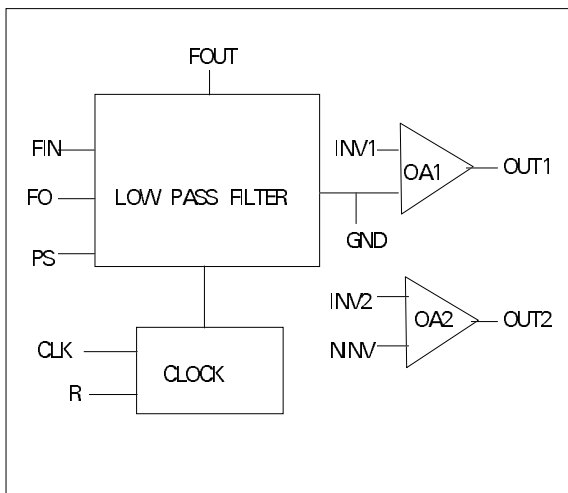 FOUT
FIN
INV1
OA1
OUT1
FO
LOW PASS FILTER
GND
PS
INV2
OA2
OUT2
NINV
CLK
CLOCK
R